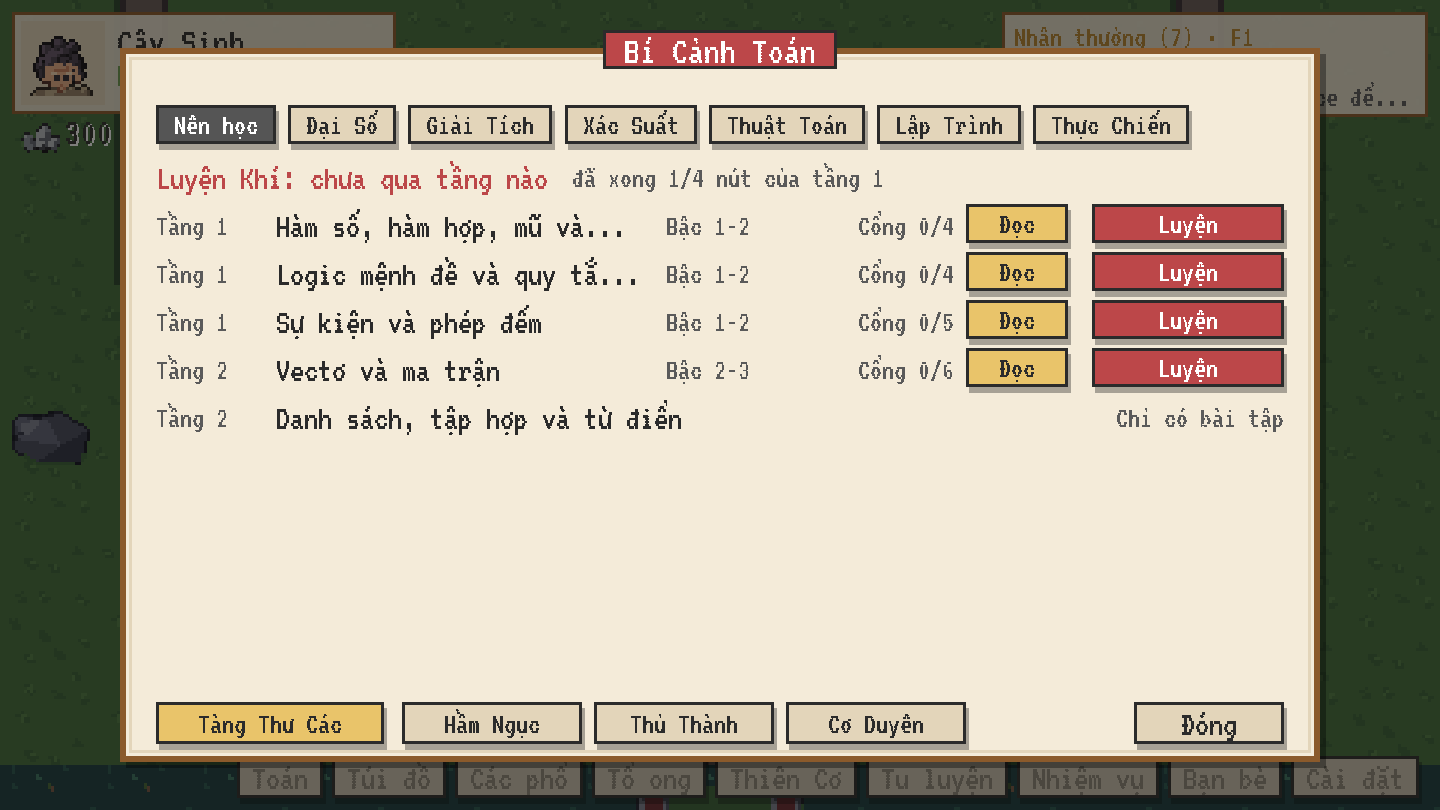 Cây Sinh
Bí Cảnh Toán
Nhân thưởng (7) · F1
để...
300
Nên học
Đại Số
Giải Tích
Xác Suất
Thuật Toán
Lập Trình
Thực Chiến
Luyện Khí: chưa qua tầng nào đã xong 1/4 nút của tầng 1
Tầng 1 Hàm số, hàm hợp, mũ và... Bậc 1-2 Cổng 0/4 Đọc Luyện
Tầng 1 Logic mệnh đề và quy tắ... Bậc 1-2 Cổng 0/4 Đọc Luyện
Tầng 1 Sự kiện và phép đếm Bậc 1-2 Cổng 0/5 Đọc Luyện
Tầng 2 Vectơ và ma trận Bậc 2-3 Cổng 0/6 Đọc Luyện
Tầng 2 Danh sách, tập hợp và từ điển Chỉ có bài tập
Tàng Thư Các
Hầm Ngục
Thủ Thành
Cơ Duyên
Đóng
Toán
Túi đồ
Các phố
Tổ ong
Thiên Cơ
Tu luyện
Nhiệm vụ
Bạn bè
Cài đặt